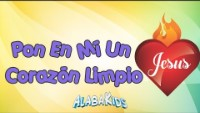 Pon En Mí Un
Corazón Limpio
Jesus
ALABAKIDS